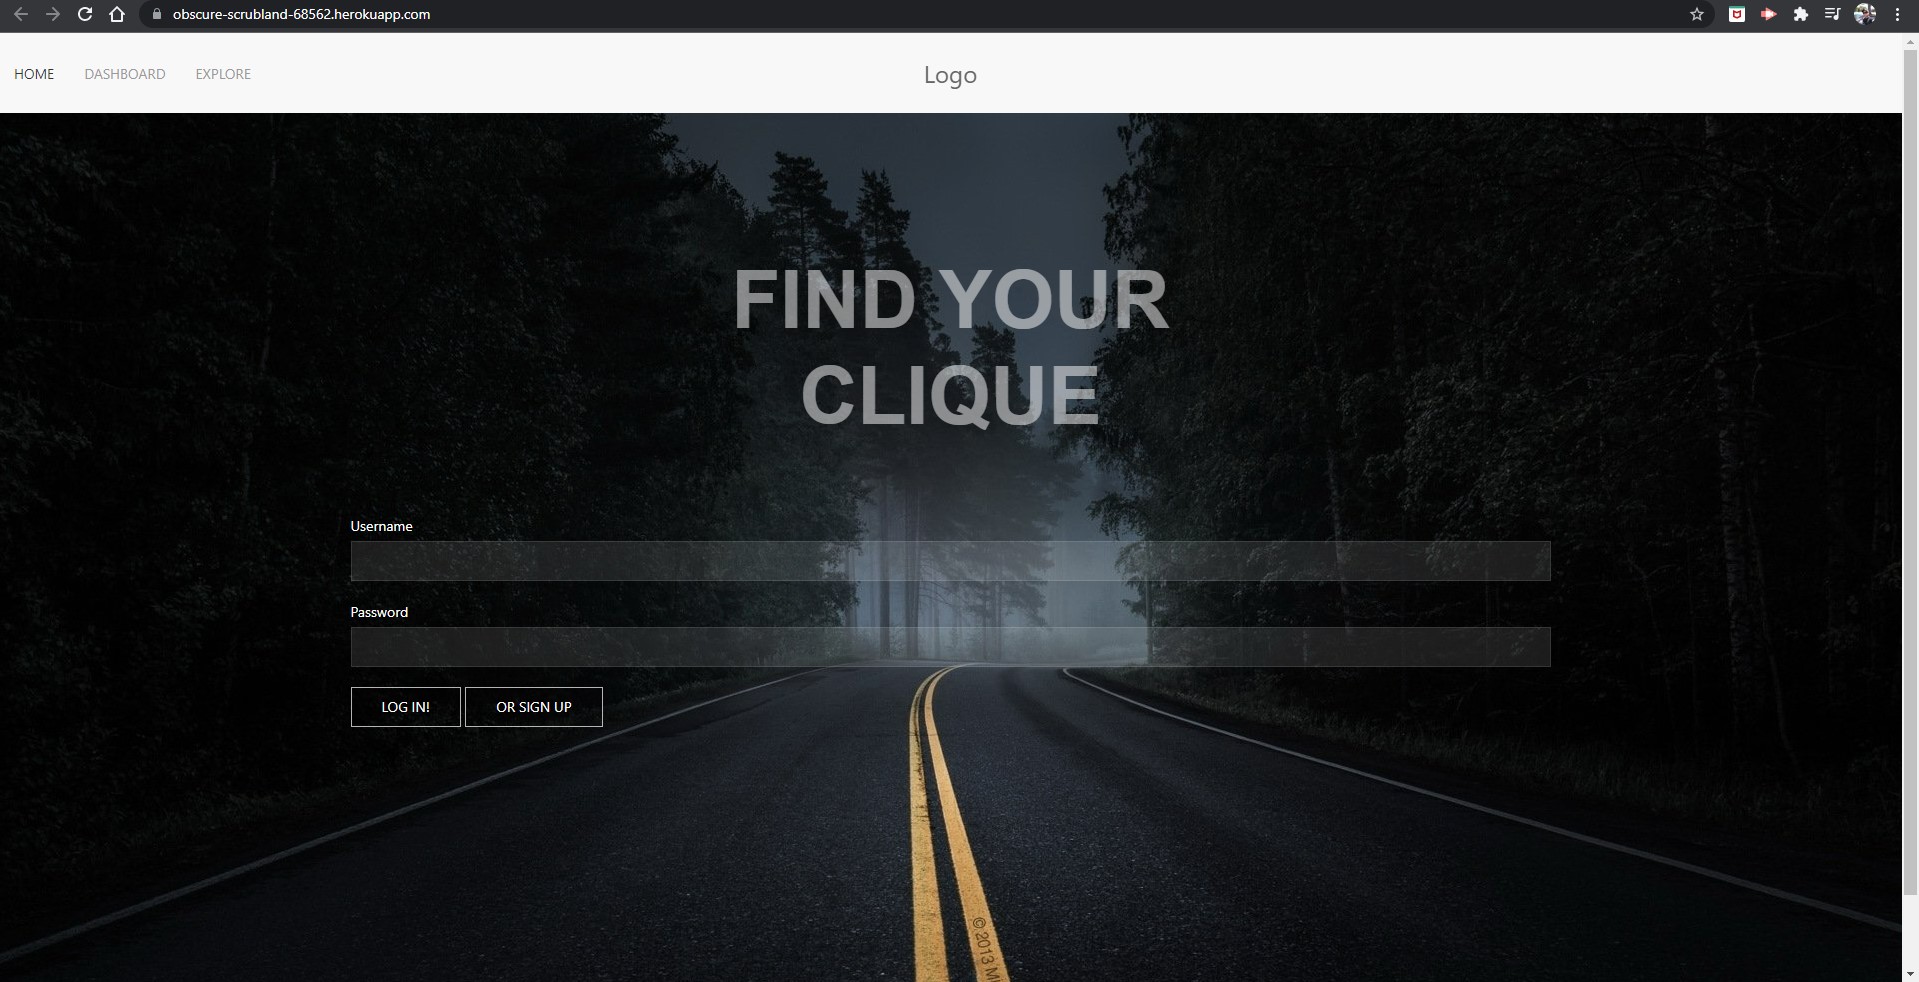 obscure-scrubland-68562.herokuapp.com
HOME DASHBOARD EXPLORE Logo
FIND YOUR
CLIQUE
Username
Password
LOG IN! OR SIGN UP
©2013